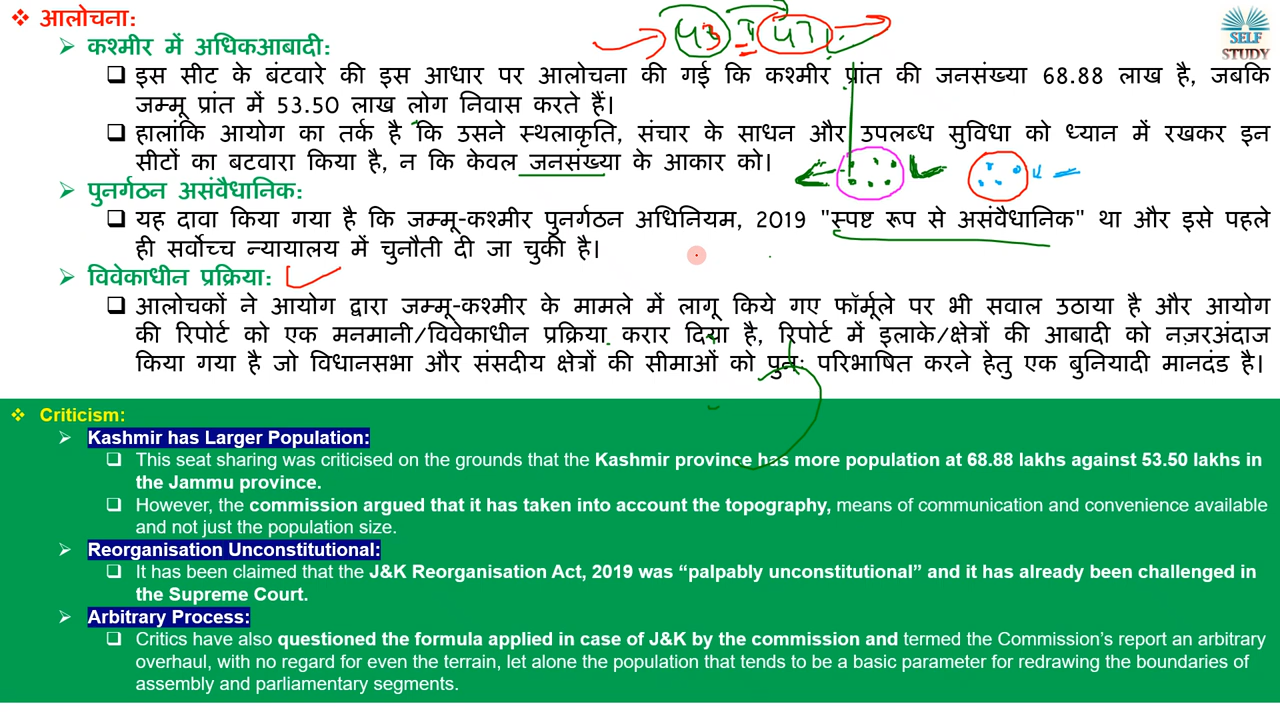 ❖ आलोचना:
43 + 47
SELF
STUDY
➢ कश्मीर में अधिकआबादी:
❑ इस सीट के बंटवारे की इस आधार पर आलोचना की गई कि कश्मीर प्रांत की जनसंख्या 68.88 लाख है, जबकि
जम्मू प्रांत में 53.50 लाख लोग निवास करते हैं।
❑ हालांकि आयोग का तर्क है कि उसने स्थलाकृति, संचार के साधन और उपलब्ध सुविधा को ध्यान में रखकर इन
सीटों का बटवारा किया है, न कि केवल जनसंख्या के आकार को।
➢ पुनर्गठन असंवैधानिक:
❑ यह दावा किया गया है कि जम्मू-कश्मीर पुनर्गठन अधिनियम, 2019 "स्पष्ट रूप से असंवैधानिक" था और इसे पहले
ही सर्वोच्च न्यायालय में चुनौती दी जा चुकी है।
➢ विवेकाधीन प्रक्रिया:
❑ आलोचकों ने आयोग द्वारा जम्मू-कश्मीर के मामले में लागू किये गए फॉर्मूले पर भी सवाल उठाया है और आयोग
की रिपोर्ट को एक मनमानी/विवेकाधीन प्रक्रिया करार दिया है, रिपोर्ट में इलाके/क्षेत्रों की आबादी को नज़रअंदाज
किया गया है जो विधानसभा और संसदीय क्षेत्रों की सीमाओं को पुन: परिभाषित करने हेतु एक बुनियादी मानदंड है।
❖ Criticism:
➢ Kashmir has Larger Population:
❑ This seat sharing was criticised on the grounds that the Kashmir province has more population at 68.88 lakhs against 53.50 lakhs in
the Jammu province.
❑ However, the commission argued that it has taken into account the topography, means of communication and convenience available
and not just the population size.
➢ Reorganisation Unconstitutional:
❑ It has been claimed that the J&K Reorganisation Act, 2019 was “palpably unconstitutional” and it has already been challenged in
the Supreme Court.
➢ Arbitrary Process:
❑ Critics have also questioned the formula applied in case of J&K by the commission and termed the Commission’s report an arbitrary
overhaul, with no regard for even the terrain, let alone the population that tends to be a basic parameter for redrawing the boundaries of
assembly and parliamentary segments.